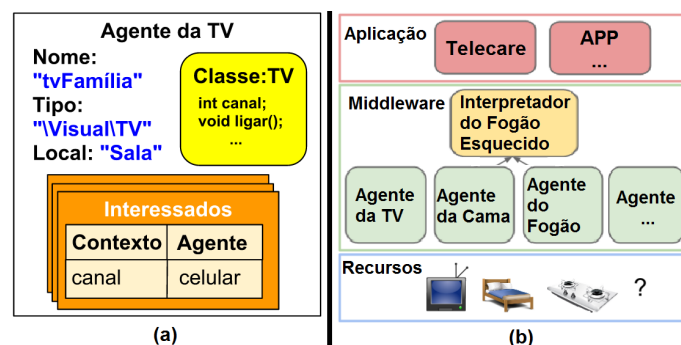 Agente da TV
Nome:
"tvFamília"
Tipo:
"\Visual\TV"
Local: "Sala"
Classe:TV
int canal;
void ligar();
...
Interessados
Contexto Agente
canal celular
(a)
Aplicação
Telecare
APP
...
Middleware
Interpretador
do Fogão
Esquecido
Agente
da TV
Agente
da Cama
Agente
do
Fogão
Agente
...
Recursos
?
(b)